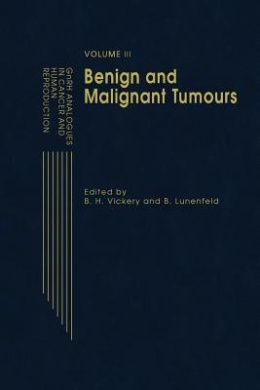 VOLUME III
Benign and
Malignant Tumours
GnRH ANALOGUES
IN CANCER AND
HUMAN
REPRODUCTION
Edited by
B. H. Vickery and B. Lunenfeld